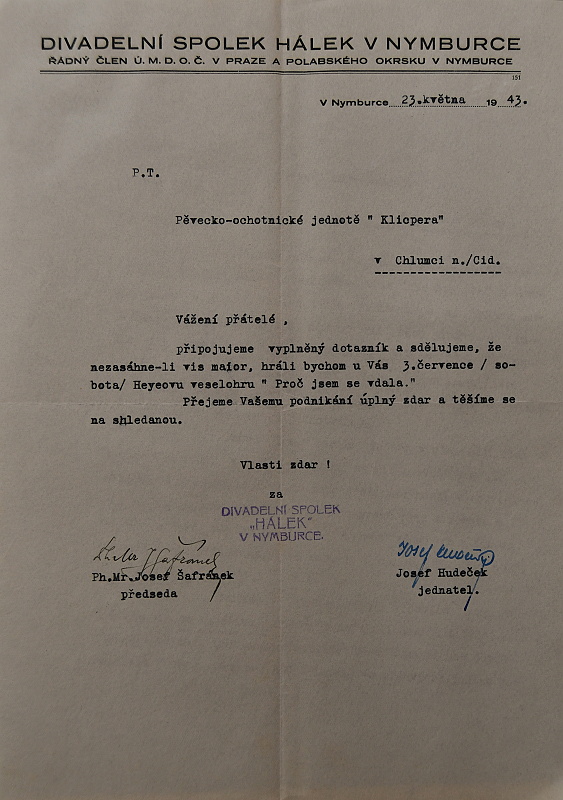 DIVADELNÍ SPOLEK HÁLEK V NYMBURCE
ŘÁDNÝ ČLEN Ú. M. D. O. Č. V PRAZE A POLABSKÉHO OKRSKU V NYMBURCE
151
V Nymburce 23.května 19 43.
P.T.
Pěvecko-ochotnické jednotě " Klicpera"
v Chlumci n./Cid.
Vážení přátelé ,
připojujeme vyplněný dotazník a sdělujeme, že
nezasáhne-li vis maior, hráli bychom u Vás 3.července / so-
bota/ Heyeovu veselohru " Proč jsem se vdala."
Přejeme Vašemu podnikání úplný zdar a těšíme se
na shledanou.
Vlasti zdar !
za
DIVADELNÍ SPOLEK
„HÁLEK"
V NYMBURCE.
Ph.Mr.Josef Šafránek
předseda
Josef Hudeček
jednatel.